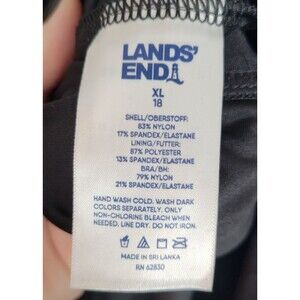 LANDS'
END
XL
18
SHELL/OBERSTOFF:
83% NYLON
17% SPANDEX/ELASTANE
LINING/FUTTER:
87% POLYESTER
13% SPANDEX/ELASTANE
BRA/BH:
79% NYLON
21% SPANDEX/ELASTANE
HAND WASH COLD. WASH DARK
COLORS SEPARATELY. ONLY
NON-CHLORINE BLEACH WHEN
NEEDED. LINE DRY. DO NOT IRON.
MADE IN SRI LANKA
RN 62830